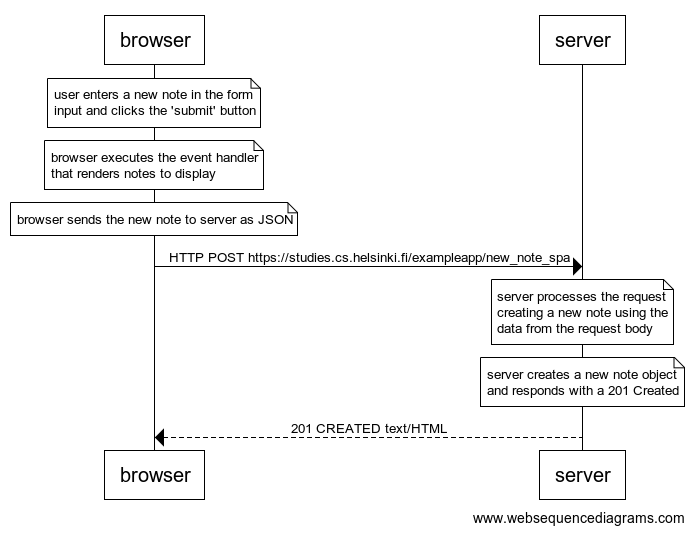 browser
server
user enters a new note in the form
input and clicks the 'submit' button
browser executes the event handler
that renders notes to display
browser sends the new note to server as JSON
HTTP POST https://studies.cs.helsinki.fi/exampleapp/new_note_spa
server processes the request
creating a new note using the
data from the request body
server creates a new note object
and responds with a 201 Created
201 CREATED text/HTML
browser
server
www.websequencediagrams.com